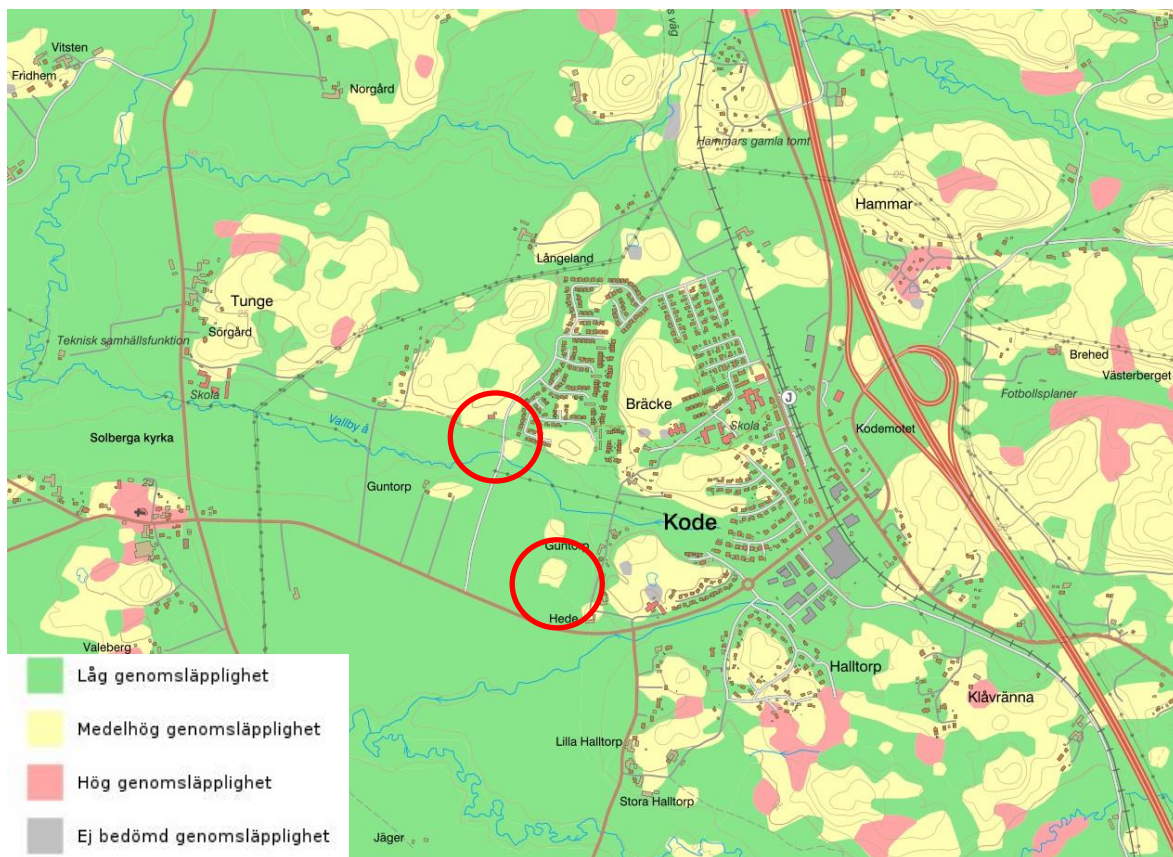 s väg
Vitsten
Fridhem
Norgård
Hammars gamla tomt
Hammar
Långeland
Tunge
Sörgård
Teknisk samhällsfunktion
Brehed
Västerberget
Skola
Bräcke
J
Fotbollsplaner
Solberga kyrka
Vallby å
Skola
Kodemotet
Guntorp
Kode
Guntorp
Hede
Valeberg
Halltorp
Klåvränna
Lilla Halltorp
Stora Halltorp
Jäger
Låg genomsläpplighet
Medelhög genomsläpplighet
Hög genomsläpplighet
Ej bedömd genomsläpplighet